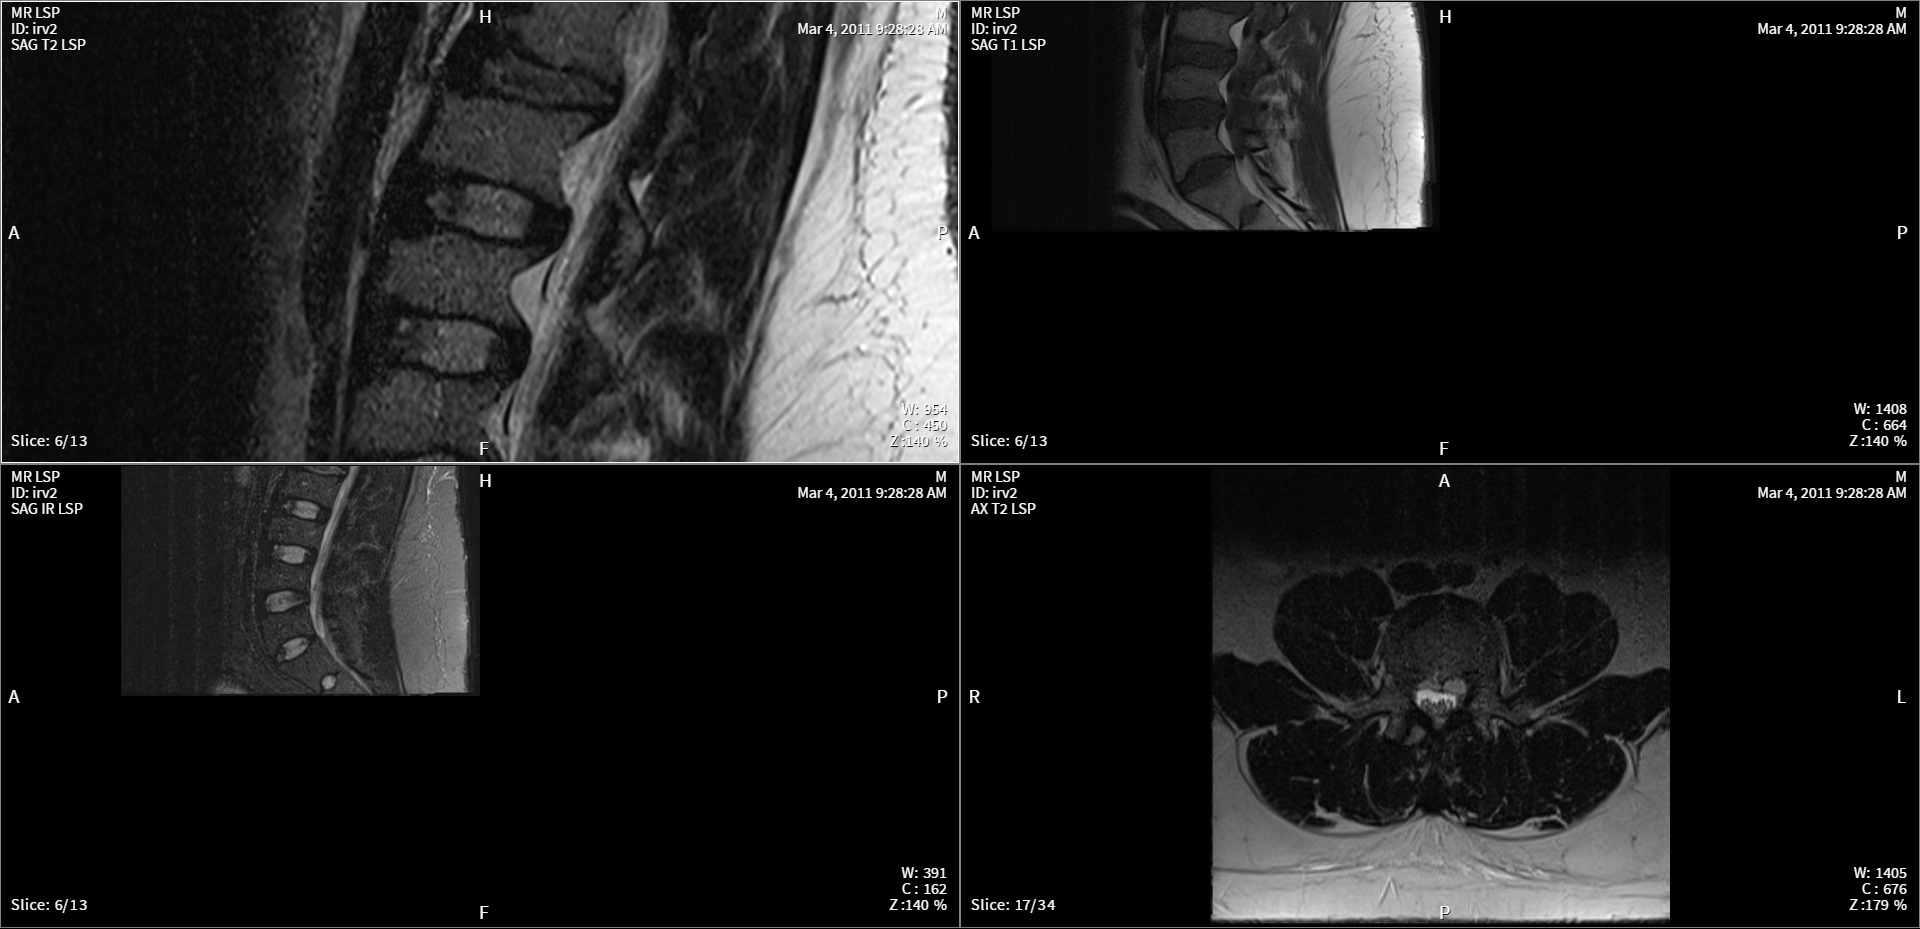 MR LSP
ID: irv2
SAG T2 LSP
H
M
Mar 4, 2011 9:28:28 AM
A
P
W: 954
C : 450
Z :140 %
Slice: 6/13
F
MR LSP
ID: irv2
SAG T1 LSP
H
M
Mar 4, 2011 9:28:28 AM
A
P
W: 1408
C : 664
Z :140 %
Slice: 6/13
F
MR LSP
ID: irv2
SAG IR LSP
H
M
Mar 4, 2011 9:28:28 AM
A
P
W: 391
C : 162
Z :140 %
Slice: 6/13
F
MR LSP
ID: irv2
AX T2 LSP
A
M
Mar 4, 2011 9:28:28 AM
R
L
W: 1405
C : 676
Z :179 %
Slice: 17/34
P